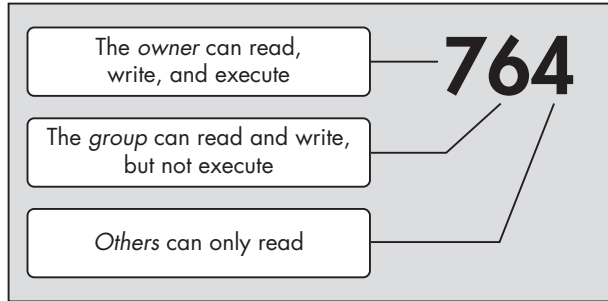 The owner can read,
write, and execute
764
The group can read and write,
but not execute
Others can only read